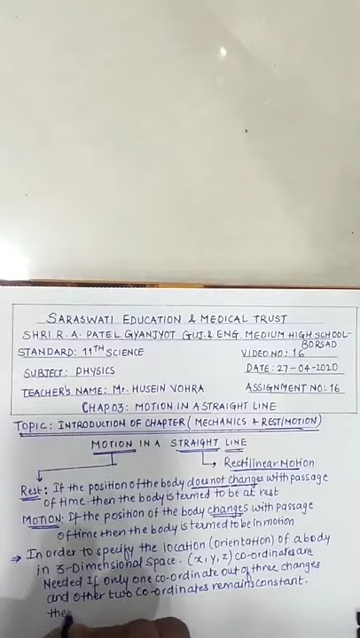 SARASWATI EDUCATION & MEDICAL TRUST
SHRI R.A. PATEL GYANJYOT GUJ. & ENG. MEDIUM HIGH SCHOOL-
BORSAD
STANDARD: 11TH SCIENCE
VIDEO NO: 16
SUBJECT: PHYSICS
DATE: 27-04-2020
TEACHER'S NAME: Mr. HUSEIN VOHRA
ASSIGNMENT NO: 16
CHAP 03: MOTION IN A STRAIGHT LINE
TOPIC: INTRODUCTION OF CHAPTER (MECHANICS & REST/MOTION)
MOTION IN A STRAIGHT LINE
Rectilinear Motion
Rest: If the position of the body does not changes with passage
of time then the body is termed to be at rest
MOTION: If the position of the body changes with passage
of time then the body is termed to be in motion
⇒ In order to specify the location (orientation) of a body
in 3-Dimensional space. (x, y, z) co-ordinates are
Needed If only one co-ordinate out of three changes
and other two co-ordinates remains constant.
the